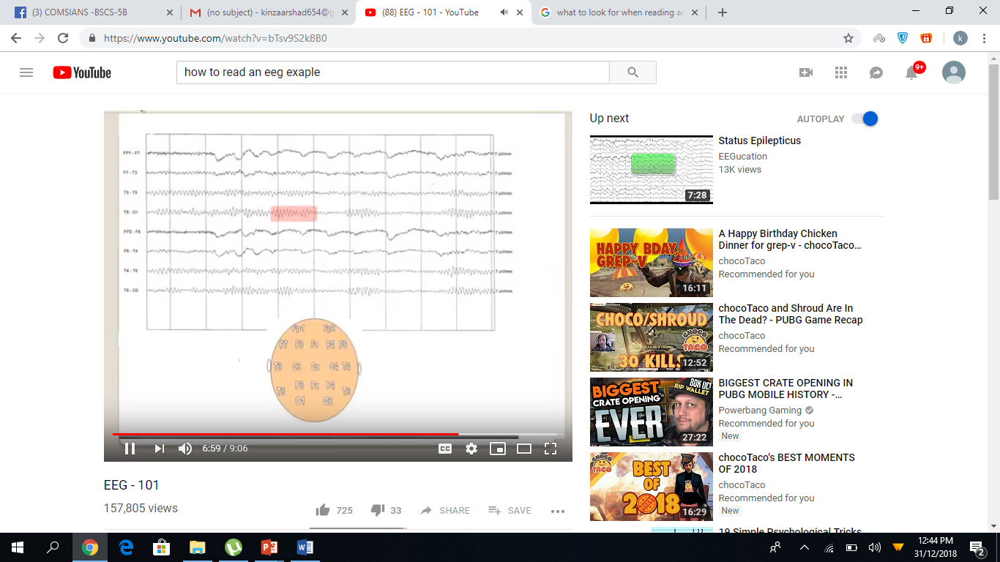 (3) COMSIANS -BSCS-5B
(no subject) - kinzaarshad654@g
(88) EEG - 101 - YouTube
what to look for when reading an
https://www.youtube.com/watch?v=bTsv9S2kBB0
k
YouTube
how to read an eeg exaple
9+
FP1-F7
F7-T3
T3-T5
T5-O1
FP2-F8
F8-T4
T4-T6
T6-O2
Fp1 Fp2
F7 F3 Fz F4 F8
T3 C3 Cz C4 T4
P3 Pz P4
T5 T6
O1 O2
6:59 / 9:06
CC
EEG - 101
157,805 views
725
33
SHARE
SAVE
Up next
AUTOPLAY
7:28
Status Epilepticus
EEGucation
13K views
HAPPY BDAY
GREP-V
16:11
A Happy Birthday Chicken
Dinner for grep-v - chocoTaco...
chocoTaco
Recommended for you
CHOCO/SHROUD
CHOCO
TACO
30 KILLS
12:52
chocoTaco and Shroud Are In
The Dead? - PUBG Game Recap
chocoTaco
Recommended for you
BIGGEST
CRATE OPENING
EVER
RIP WALLET
27:22
BIGGEST CRATE OPENING IN
PUBG MOBILE HISTORY -...
Powerbang Gaming
Recommended for you
New
CHOCO
TACO
BEST
OF
2018
16:29
chocoTaco's BEST MOMENTS
OF 2018
chocoTaco
Recommended for you
New
19 Simple Psychological Tricks
12:44 PM
31/12/2018
2